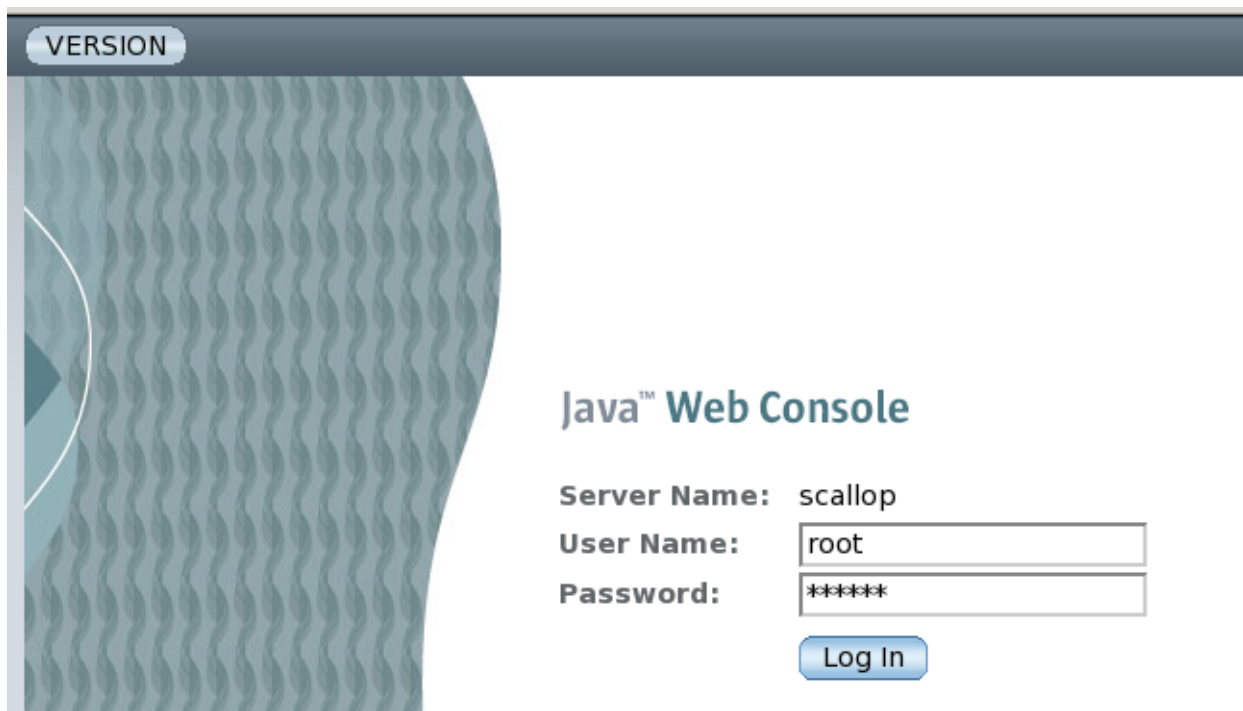 VERSION
Java™ Web Console
Server Name: scallop
User Name: root
Password: ******
Log In